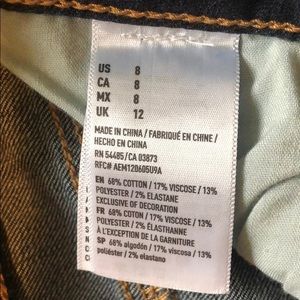 US 8
CA 8
MX 8
UK 12
MADE IN CHINA / FABRIQUÉ EN CHINE /
HECHO EN CHINA
RN 54485/CA 03873
RFC# AEM120605U9A
EN 68% COTTON / 17% VISCOSE / 13%
POLYESTER / 2% ELASTANE
EXCLUSIVE OF DECORATION
FR 68% COTON / 17% VISCOSE / 13%
POLYESTER / 2% ÉLASTHANNE
À L'EXCEPTION DE LA GARNITURE
SP 68% algodón / 17% viscosa / 13%
poliéster / 2% elastano